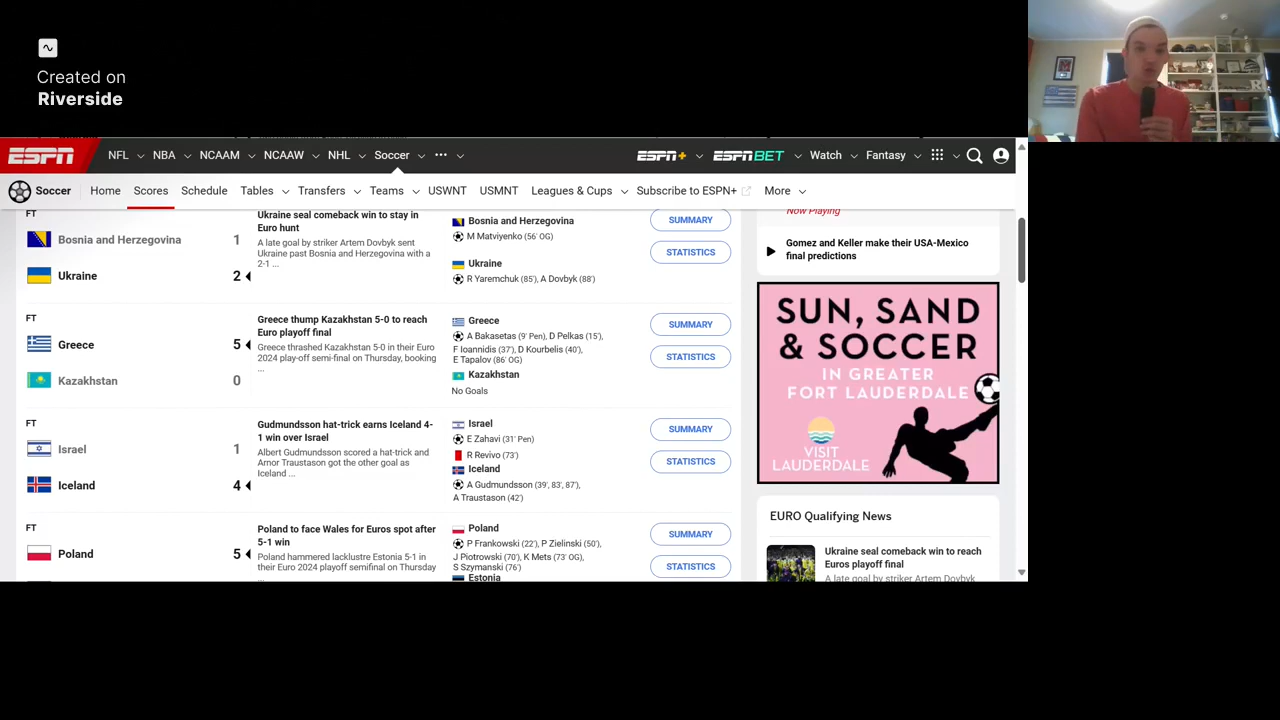 Created on
Riverside
ESPN
NFL NBA NCAAM NCAAW NHL Soccer ••• ESPN+ ESPN BET Watch Fantasy
Soccer Home Scores Schedule Tables Transfers Teams USWNT USMNT Leagues & Cups Subscribe to ESPN+ More
FT
Bosnia and Herzegovina 1
Ukraine 2
Ukraine seal comeback win to stay in
Euro hunt
A late goal by striker Artem Dovbyk sent
Ukraine past Bosnia and Herzegovina with a
2-1 ...
Bosnia and Herzegovina
M Matviyenko (56' OG)
Ukraine
R Yaremchuk (85'), A Dovbyk (88')
SUMMARY
STATISTICS
FT
Greece 5
Kazakhstan 0
Greece thump Kazakhstan 5-0 to reach
Euro playoff final
Greece thrashed Kazakhstan 5-0 in their Euro
2024 play-off semi-final on Thursday, booking
...
Greece
A Bakasetas (9' Pen), D Pelkas (15'),
F Ioannidis (37'), D Kourbelis (40'),
E Tapalov (86' OG)
Kazakhstan
No Goals
SUMMARY
STATISTICS
FT
Israel 1
Iceland 4
Gudmundsson hat-trick earns Iceland 4-
1 win over Israel
Albert Gudmundsson scored a hat-trick and
Arnor Traustason got the other goal as
Iceland ...
Israel
E Zahavi (31' Pen)
R Revivo (73')
Iceland
A Gudmundsson (39', 83', 87'),
A Traustason (42')
SUMMARY
STATISTICS
FT
Poland 5
Poland to face Wales for Euros spot after
5-1 win
Poland hammered lacklustre Estonia 5-1 in
their Euro 2024 playoff semifinal on Thursday
...
Poland
P Frankowski (22'), P Zielinski (50'),
J Piotrowski (70'), K Mets (73' OG),
S Szymanski (76')
Estonia
SUMMARY
STATISTICS
Now Playing
Gomez and Keller make their USA-Mexico
final predictions
SUN, SAND
& SOCCER
IN GREATER
FORT LAUDERDALE
VISIT
LAUDERDALE
EURO Qualifying News
Ukraine seal comeback win to reach
Euros playoff final
A late goal by striker Artem Dovbyk